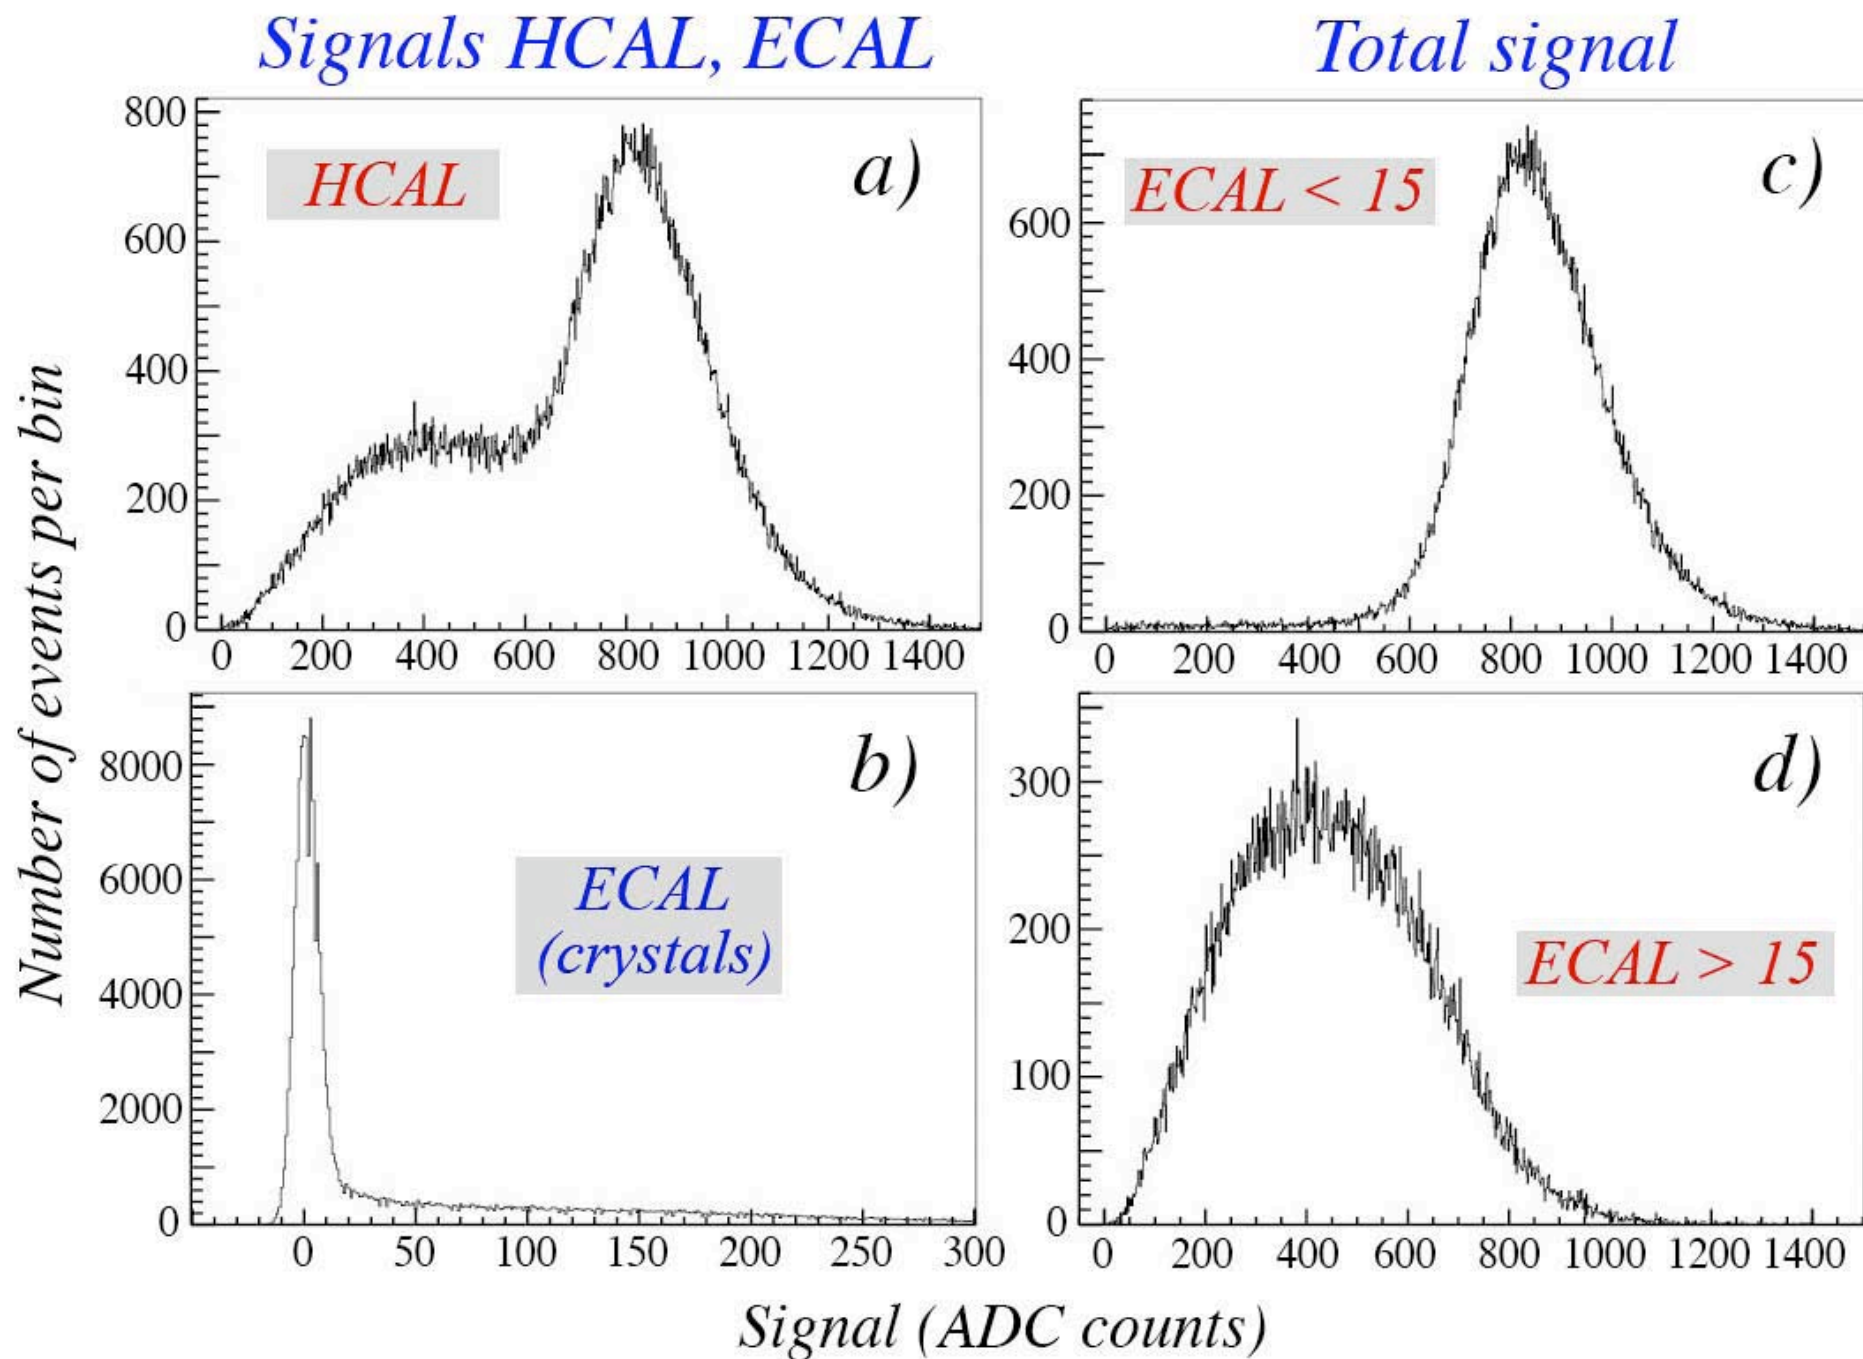 Signals HCAL, ECAL
Total signal
Number of events per bin
800
600
400
200
0
HCAL
a)
0 200 400 600 800 1000 1200 1400
600
400
200
0
ECAL < 15
c)
0 200 400 600 800 1000 1200 1400
8000
6000
4000
2000
0
b)
ECAL
(crystals)
0 50 100 150 200 250 300
300
200
100
0
d)
ECAL > 15
0 200 400 600 800 1000 1200 1400
Signal (ADC counts)